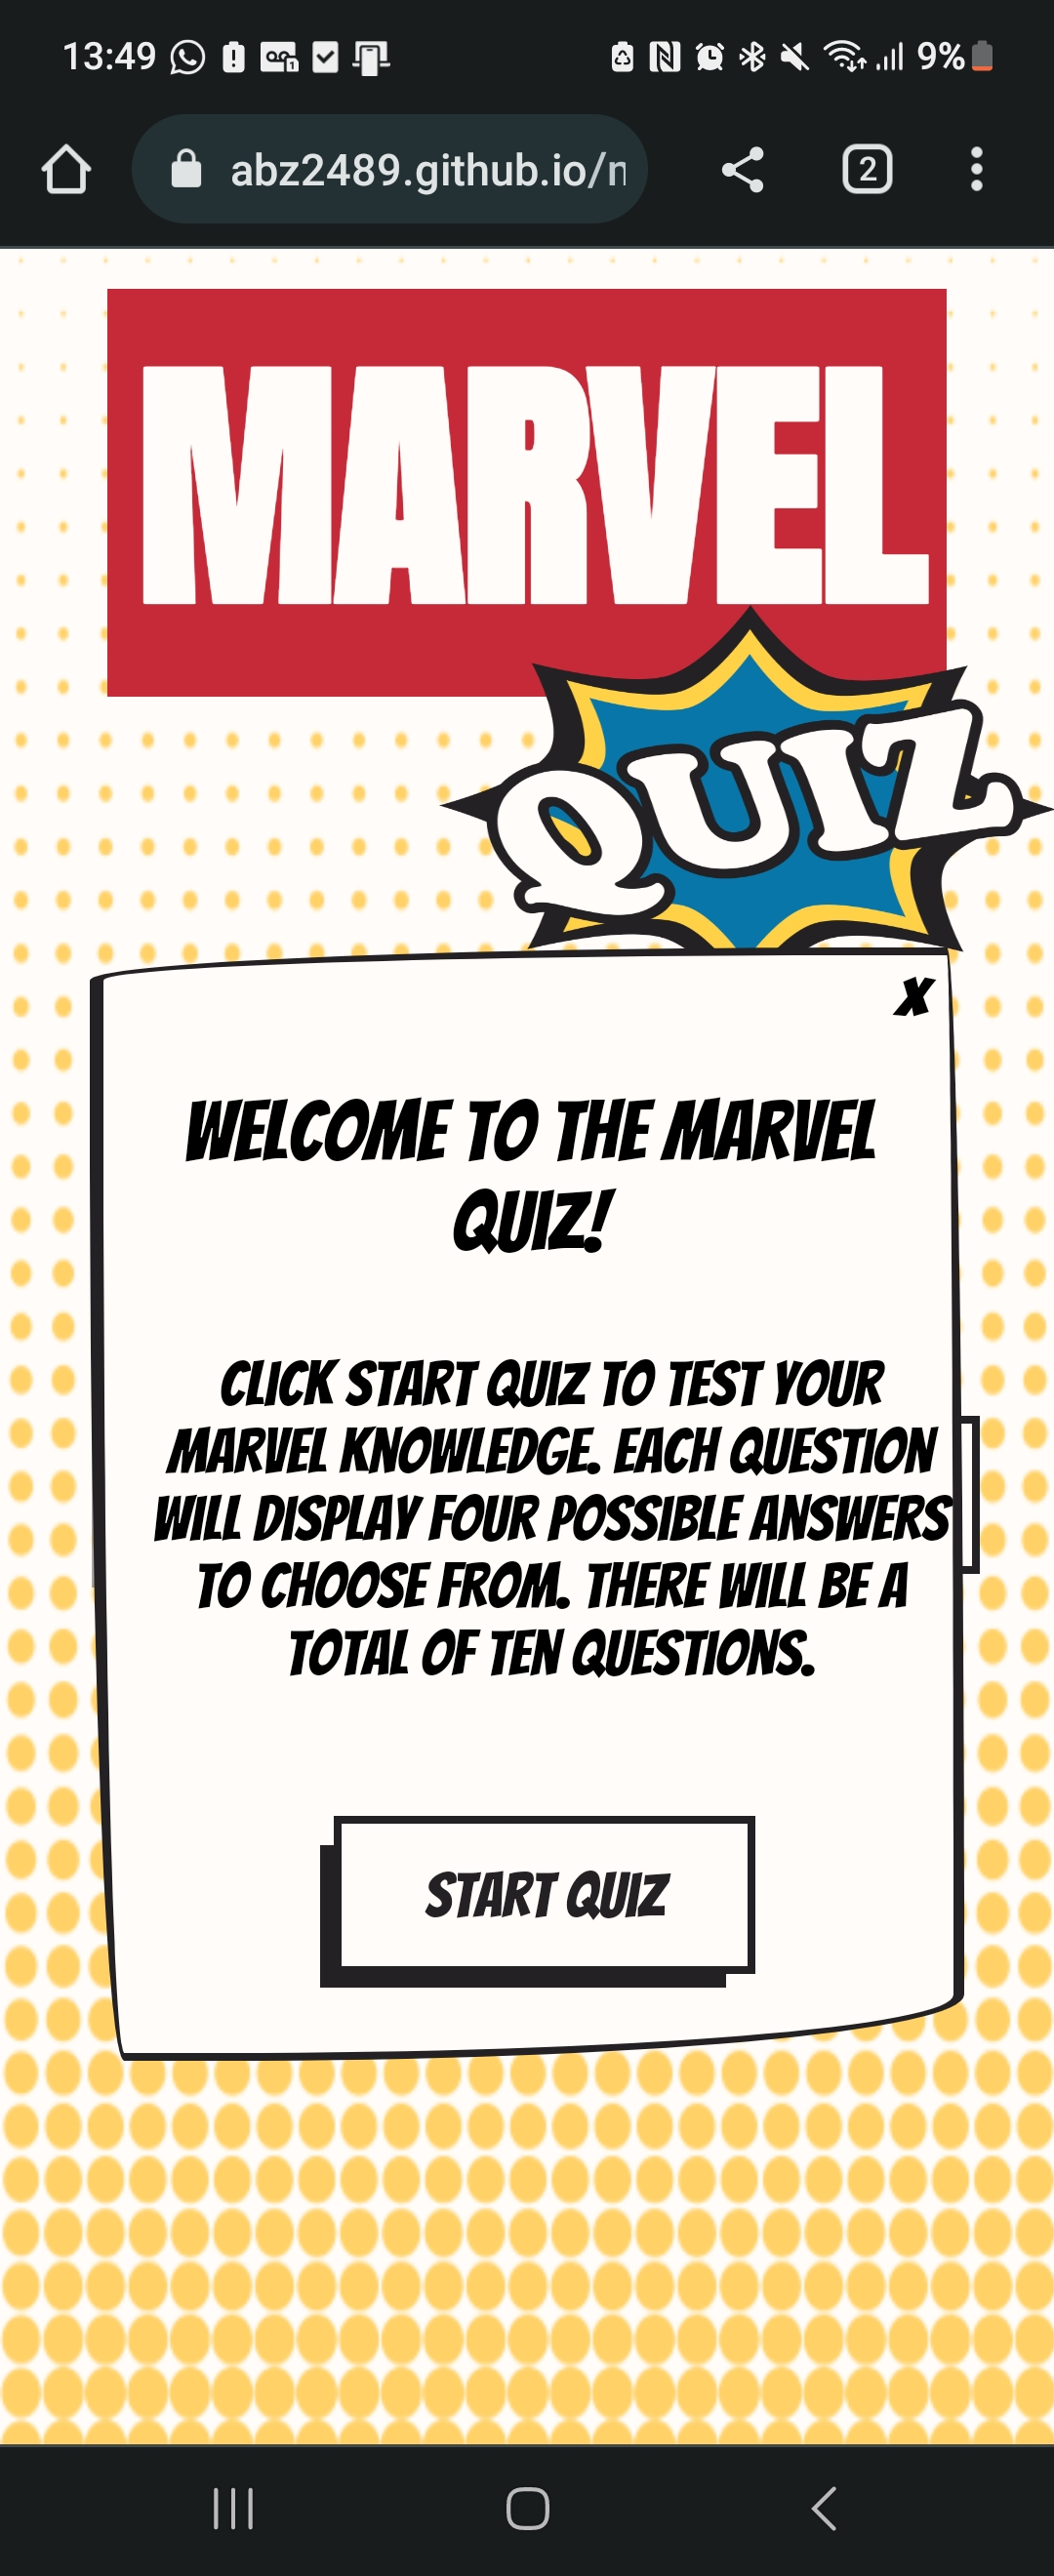 13:49
9%
abz2489.github.io/
2
MARVEL
QUIZ
X
WELCOME TO THE MARVEL
QUIZ!
CLICK START QUIZ TO TEST YOUR
MARVEL KNOWLEDGE. EACH QUESTION
WILL DISPLAY FOUR POSSIBLE ANSWERS
TO CHOOSE FROM. THERE WILL BE A
TOTAL OF TEN QUESTIONS.
START QUIZ